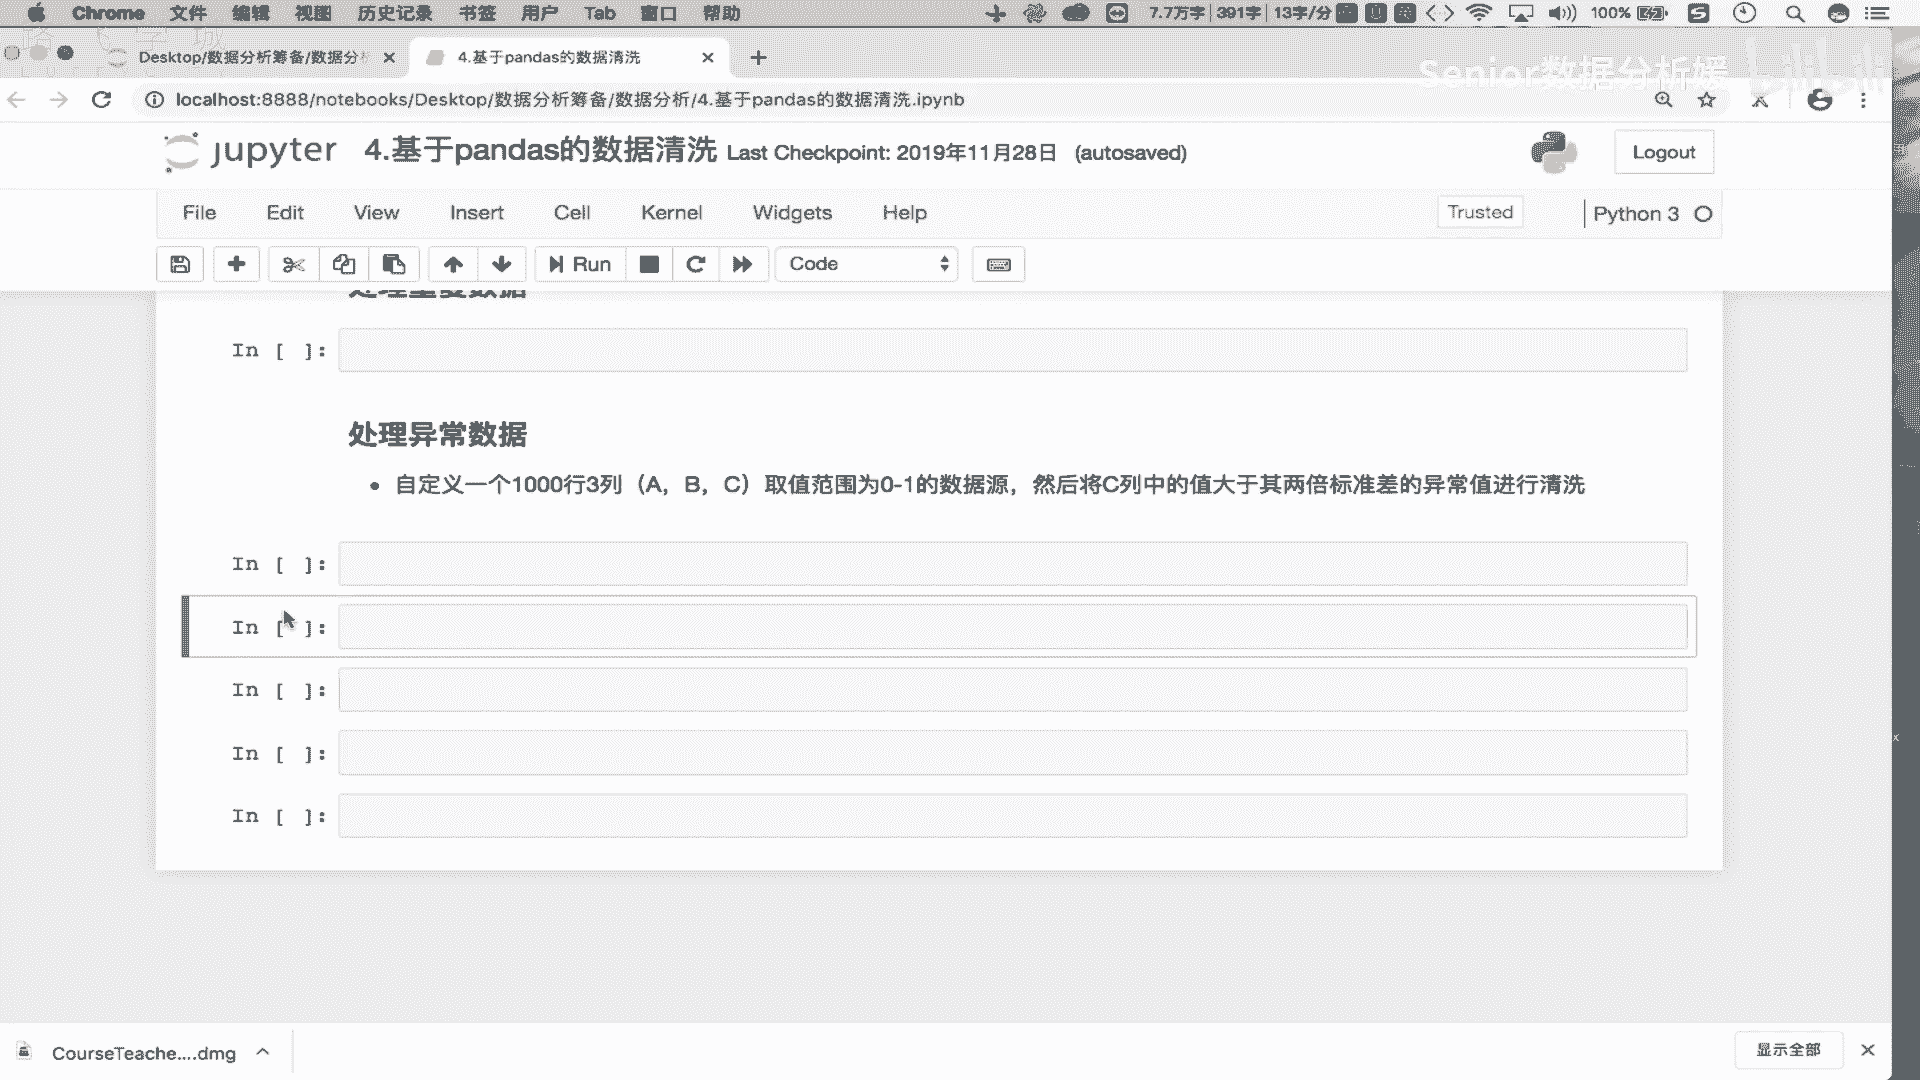 Chrome 文件 编辑 视图 历史记录 书签 用户 Tab 窗口 帮助 7.7万字 391字 13字/分 100%
Desktop/数据分析筹备/数据分析
4.基于pandas的数据清洗
Senior数据分析媛 bilibili
localhost:8888/notebooks/Desktop/数据分析筹备/数据分析/4.基于pandas的数据清洗.ipynb
jupyter 4.基于pandas的数据清洗 Last Checkpoint: 2019年11月28日 (autosaved)
Logout
File Edit View Insert Cell Kernel Widgets Help
Trusted Python 3
Run Code
处理重复数据
In [ ]:
处理异常数据
自定义一个1000行3列（A，B，C）取值范围为0-1的数据源，然后将C列中的值大于其两倍标准差的异常值进行清洗
In [ ]:
In [ ]:
In [ ]:
In [ ]:
In [ ]:
CourseTeache....dmg
显示全部